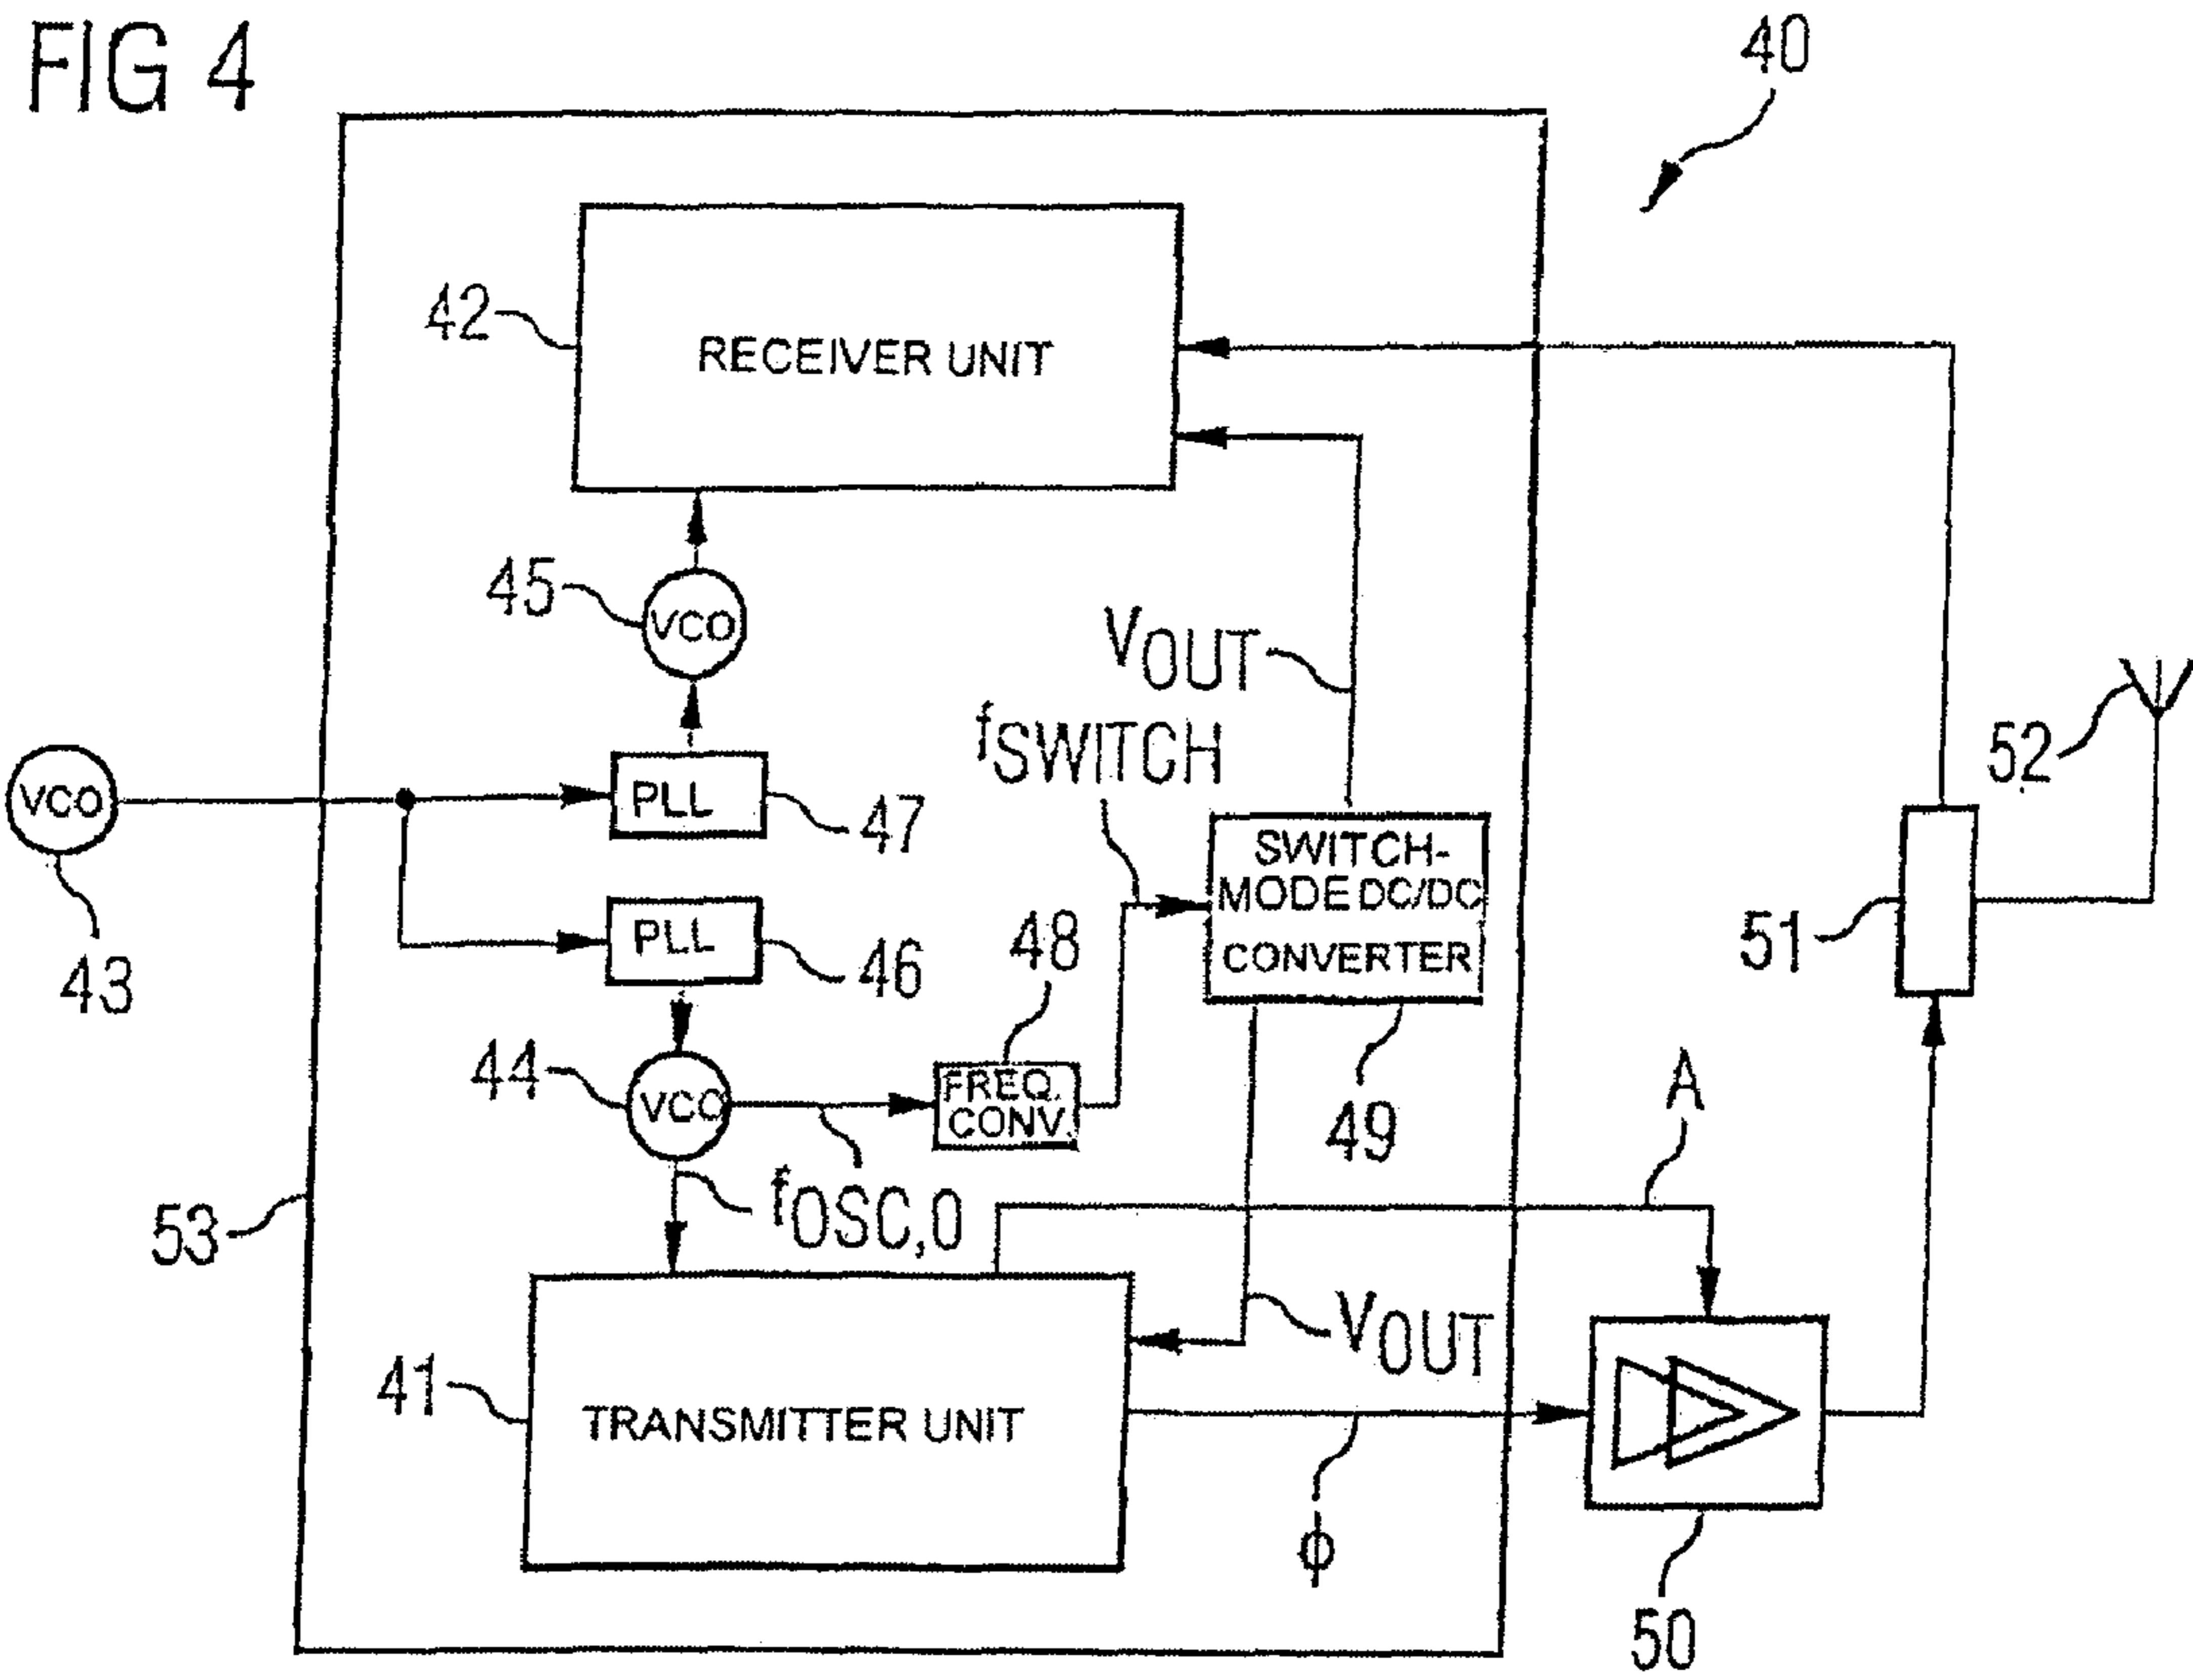 FIG 4
40
42
RECEIVER UNIT
45
VCO
VOUT
fSWITCH
52
VCO
PLL
47
SWITCH-
MODE DC/DC
CONVERTER
51
43
PLL
46
48
44
VCO
FREQ.
CONV.
49
A
fOSC,0
53
VOUT
41
TRANSMITTER UNIT
ϕ
50